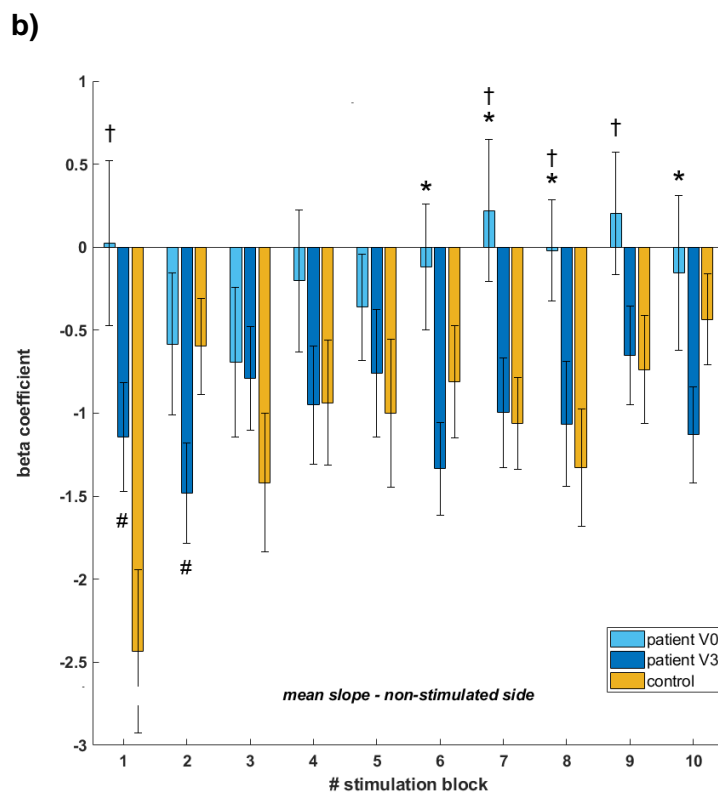 b)
1
0.5
0
-0.5
-1
-1.5
-2
-2.5
-3
beta coefficient
†
†
*
*
†
*
†
*
#
#
patient V0
patient V3
control
mean slope - non-stimulated side
1 2 3 4 5 6 7 8 9 10
# stimulation block